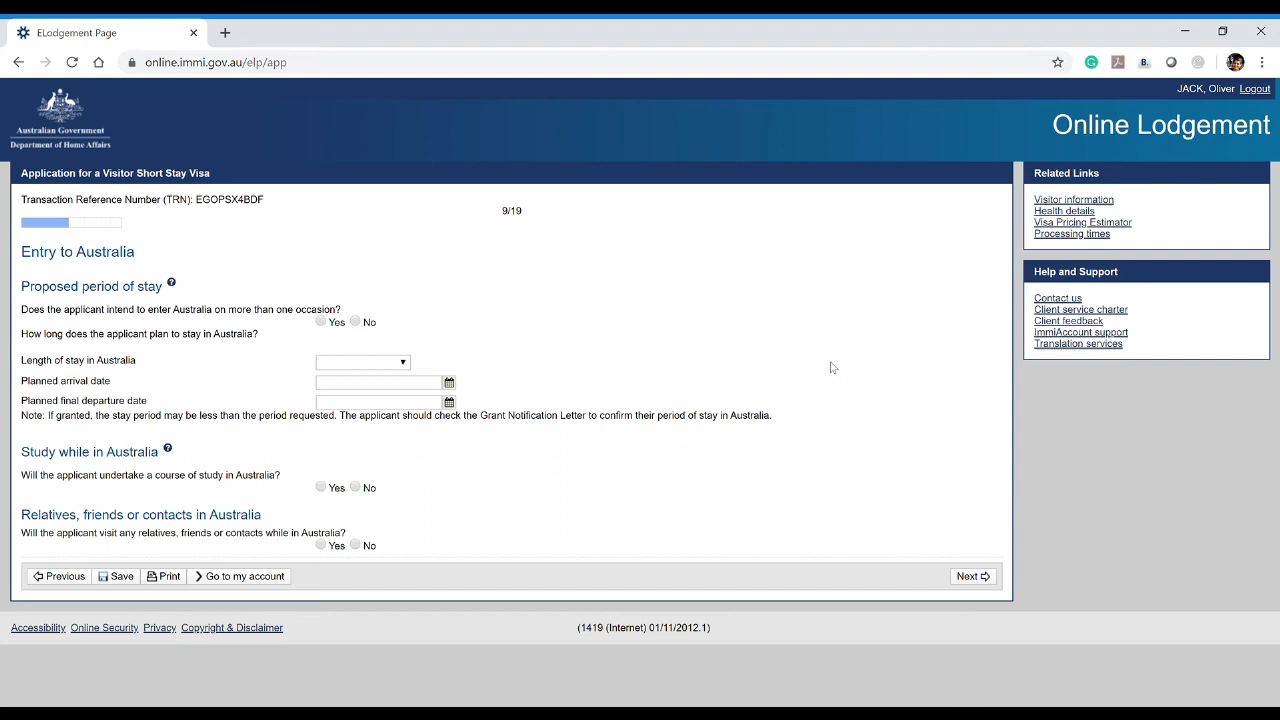 ELodgement Page
online.immi.gov.au/elp/app
JACK, Oliver Logout
Australian Government
Department of Home Affairs
Online Lodgement
Application for a Visitor Short Stay Visa
Transaction Reference Number (TRN): EGOPSX4BDF
9/19
Entry to Australia
Proposed period of stay
Does the applicant intend to enter Australia on more than one occasion?
Yes No
How long does the applicant plan to stay in Australia?
Length of stay in Australia
Planned arrival date
Planned final departure date
Note: If granted, the stay period may be less than the period requested. The applicant should check the Grant Notification Letter to confirm their period of stay in Australia.
Study while in Australia
Will the applicant undertake a course of study in Australia?
Yes No
Relatives, friends or contacts in Australia
Will the applicant visit any relatives, friends or contacts while in Australia?
Yes No
Previous Save Print Go to my account Next
Related Links
Visitor information
Health details
Visa Pricing Estimator
Processing times
Help and Support
Contact us
Client service charter
Client feedback
ImmiAccount support
Translation services
Accessibility Online Security Privacy Copyright & Disclaimer (1419 (Internet) 01/11/2012.1)